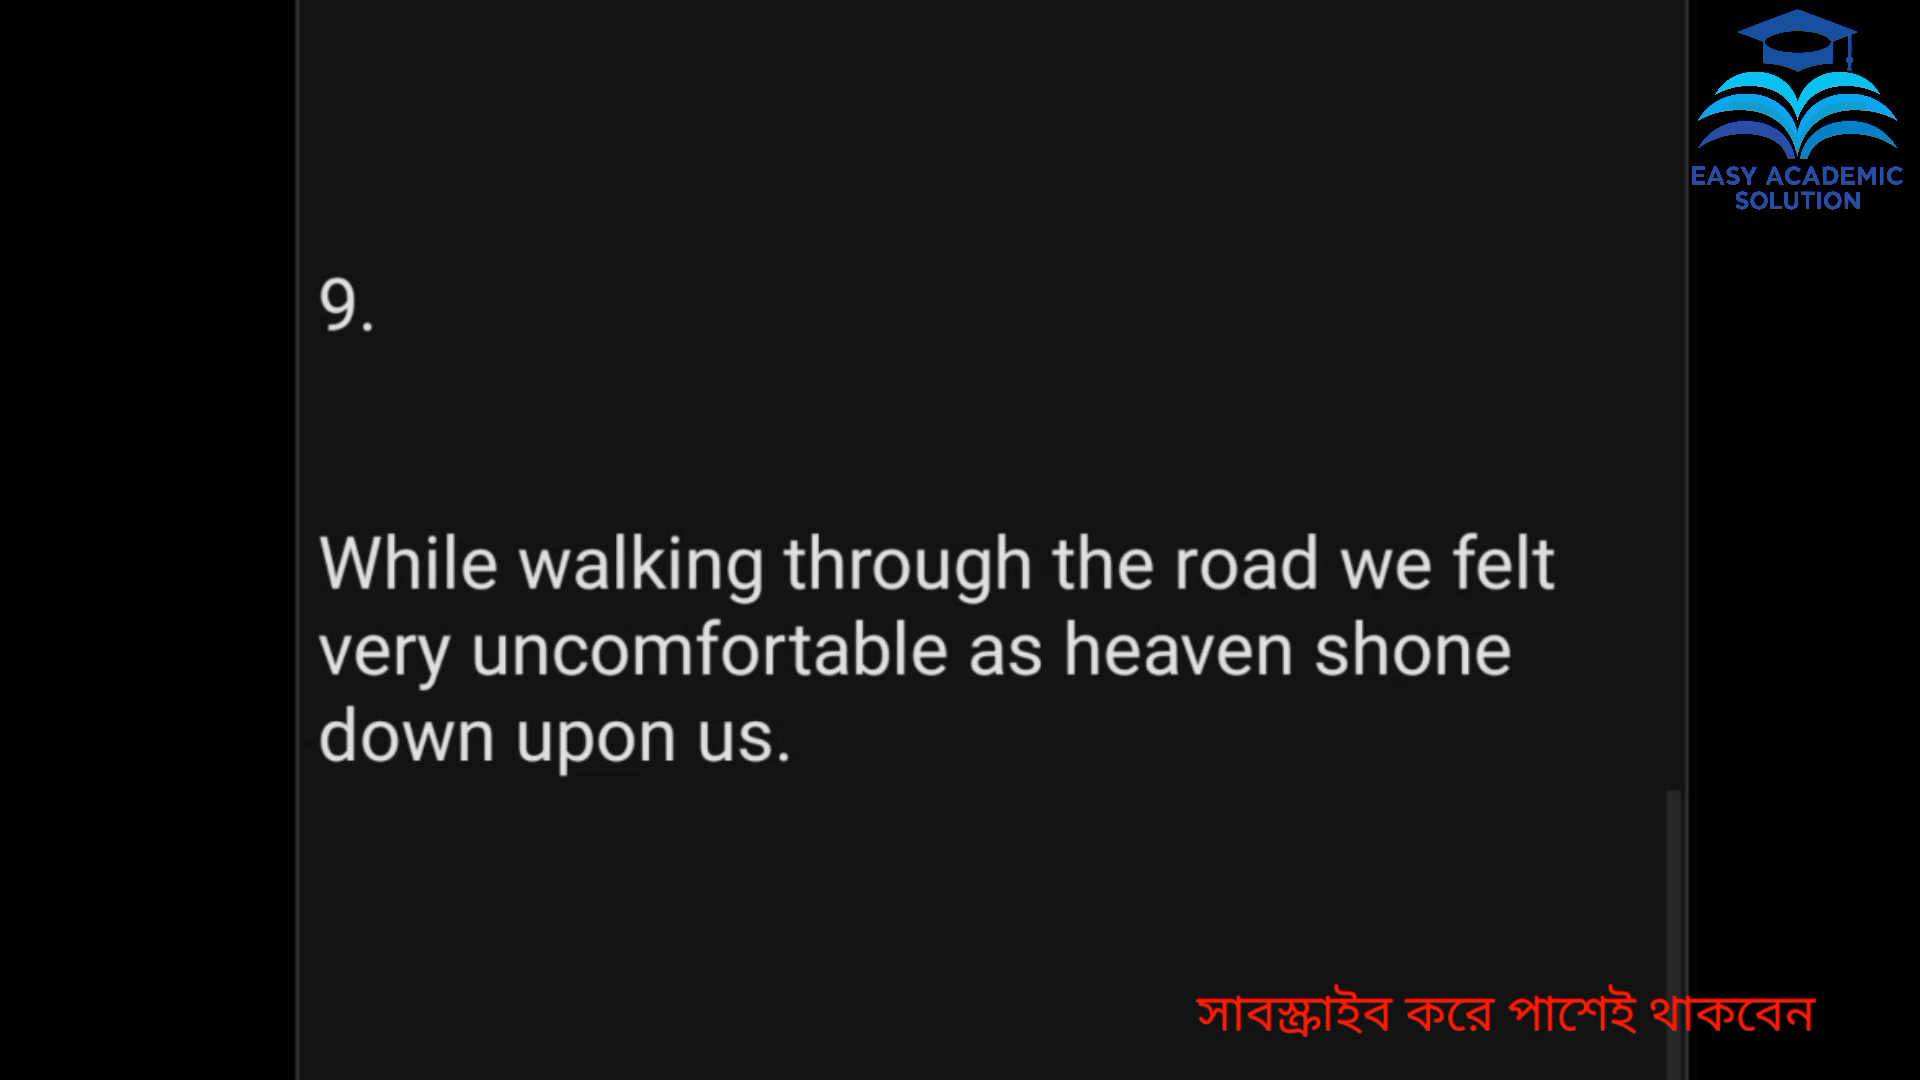 EASY ACADEMIC
SOLUTION
9.
While walking through the road we felt
very uncomfortable as heaven shone
down upon us.
সাবস্ক্রাইব করে পাশেই থাকবেন